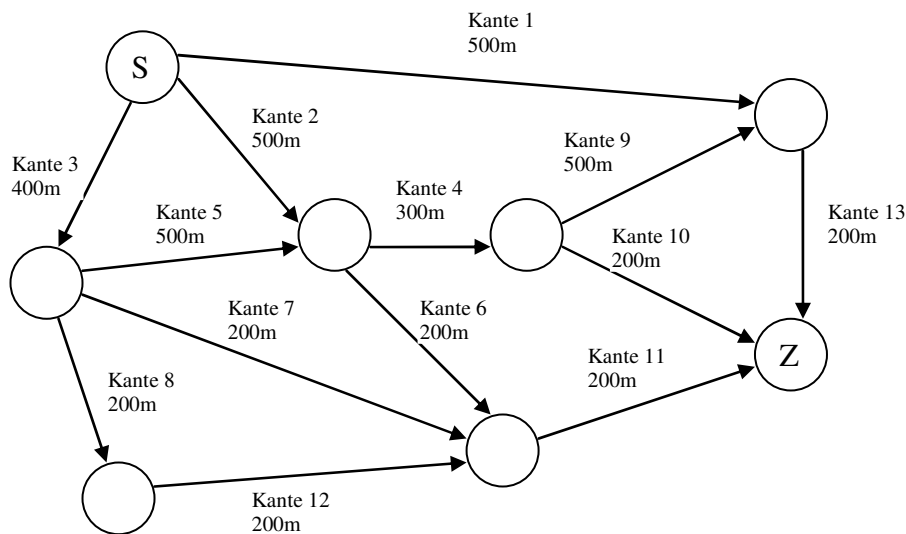 Kante 1
500m
S
Kante 2
500m
Kante 9
500m
Kante 3
400m
Kante 4
300m
Kante 5
500m
Kante 13
200m
Kante 10
200m
Kante 7
200m
Kante 6
200m
Z
Kante 11
200m
Kante 8
200m
Kante 12
200m